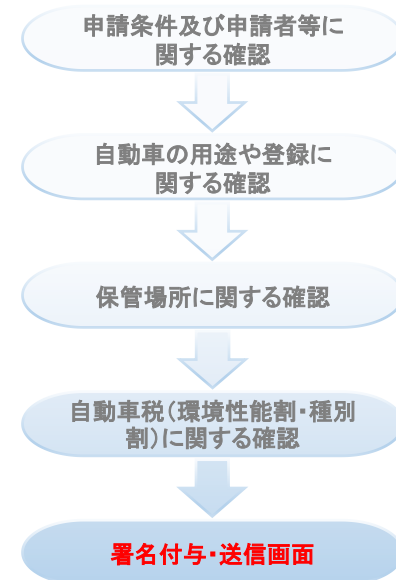 申請条件及び申請者等に
関する確認
自動車の用途や登録に
関する確認
保管場所に関する確認
自動車税(環境性能割・種別
割)に関する確認
署名付与・送信画面